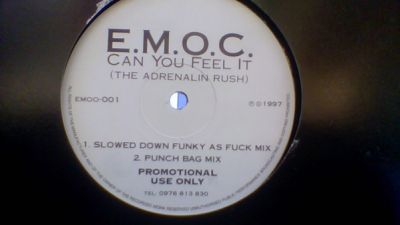 E.M.O.C.
CAN YOU FEEL IT
(THE ADRENALIN RUSH)
EMOO-001
℗©1997
1. SLOWED DOWN FUNKY AS FUCK MIX
2. PUNCH BAG MIX
PROMOTIONAL
USE ONLY
TEL. 0976 613 830